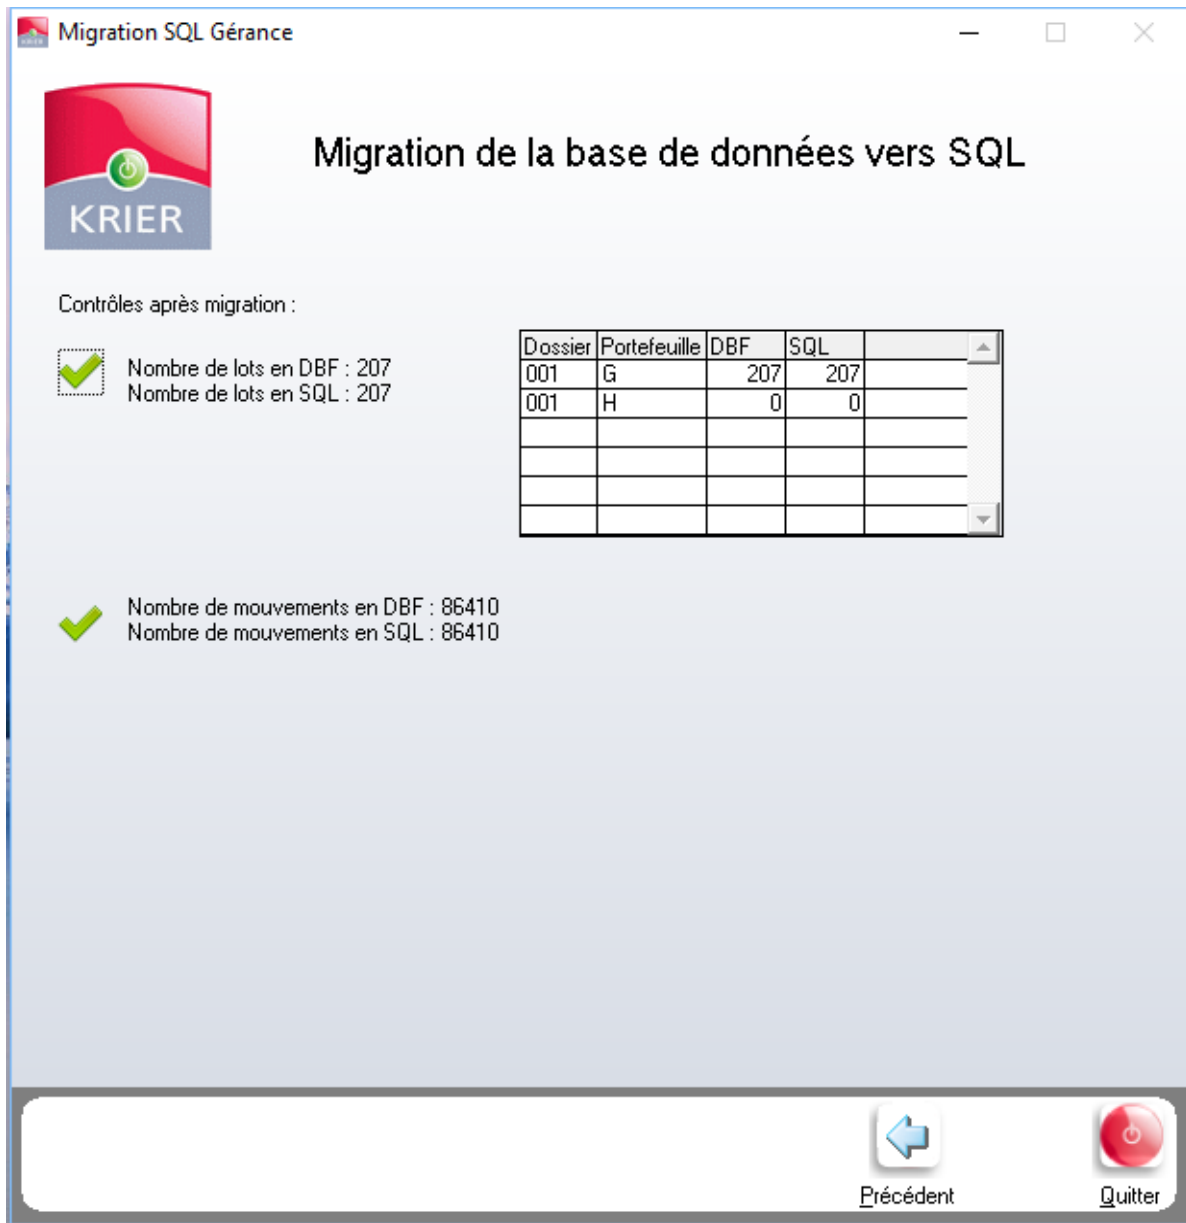 Migration SQL Gérance
KRIER
Migration de la base de données vers SQL
Contrôles après migration :
Nombre de lots en DBF : 207
Nombre de lots en SQL : 207
Dossier Portefeuille DBF SQL
001 G 207 207
001 H 0 0
Nombre de mouvements en DBF : 86410
Nombre de mouvements en SQL : 86410
Précédent
Quitter